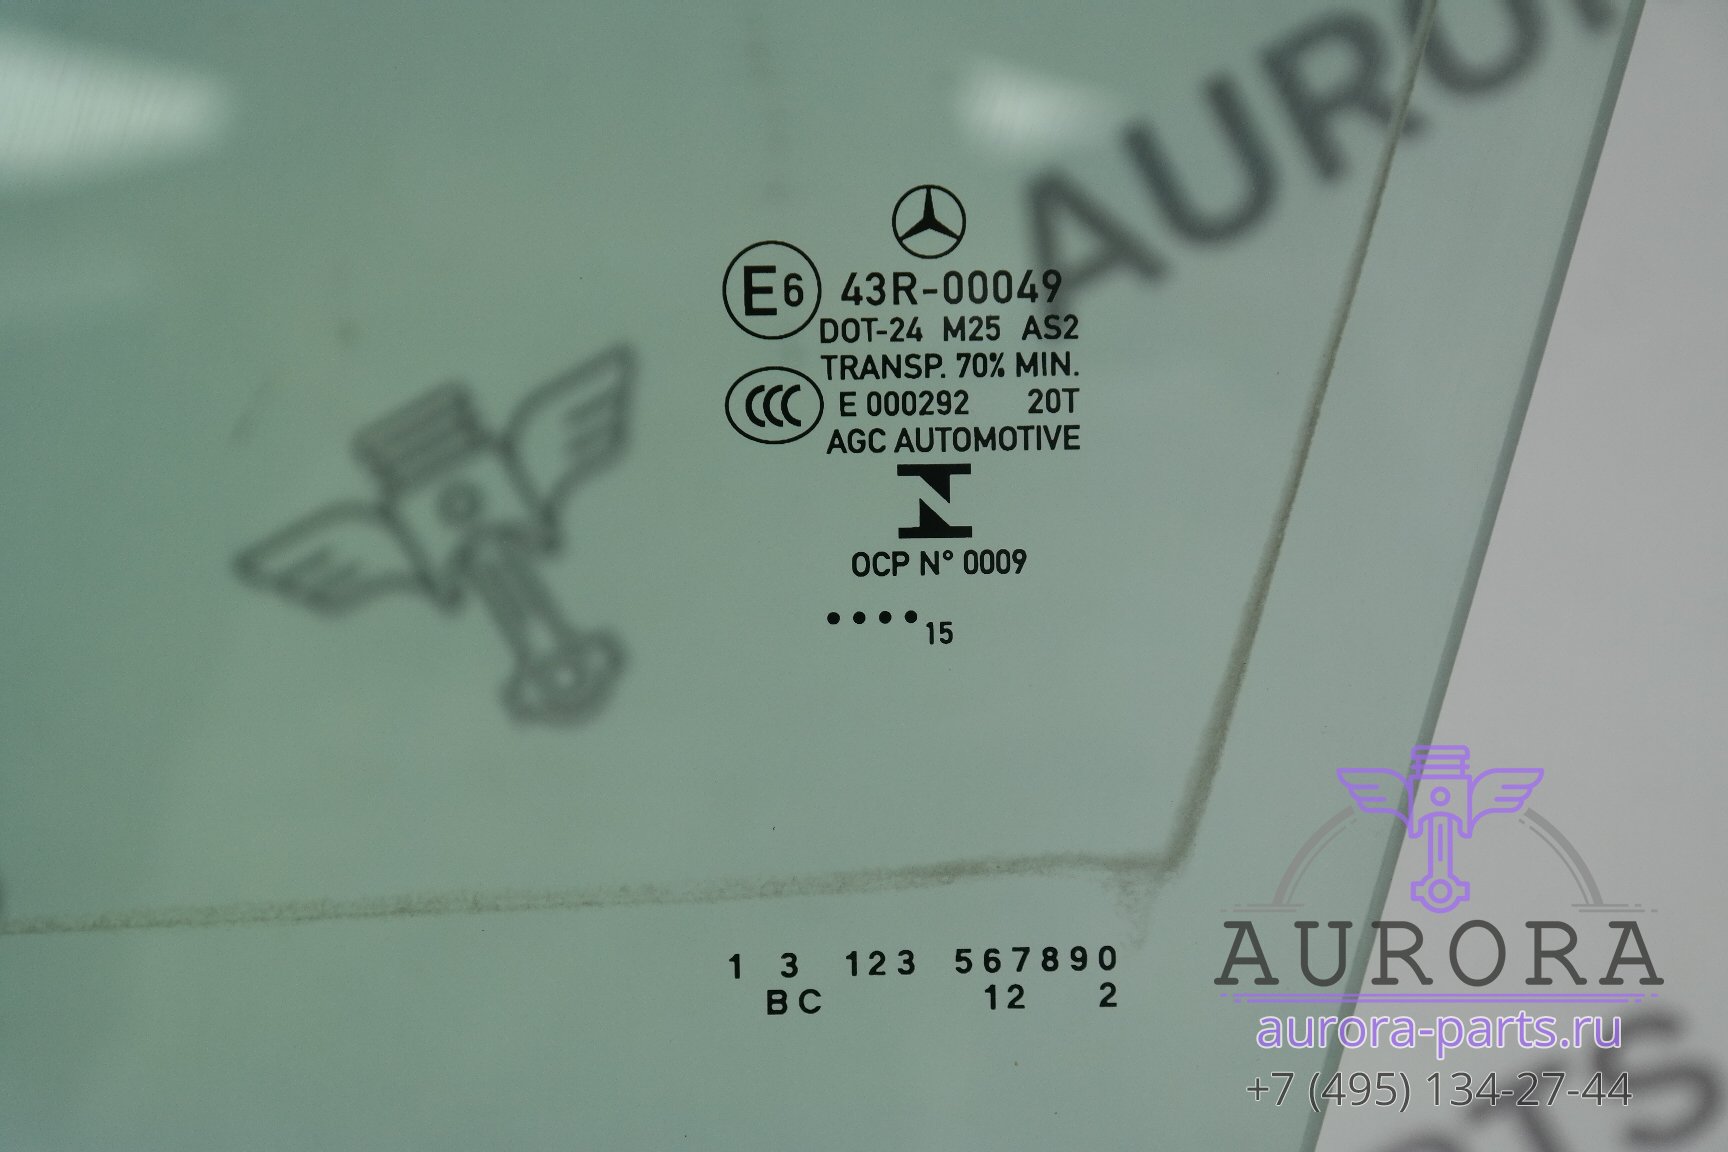 AUROR
E6 43R-00049
DOT-24 M25 AS2
TRANSP. 70% MIN.
CCC E 000292 20T
AGC AUTOMOTIVE
OCP N° 0009
•••• 15
1 3 123 567890
BC 12 2
AURORA
aurora-parts.ru
+7 (495) 134-27-44